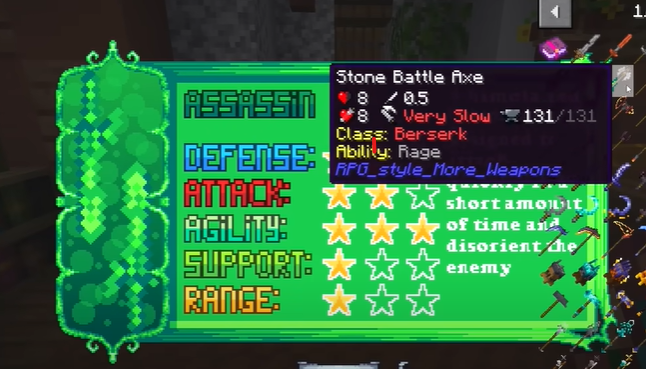 1.
ASSASSIN
Stone Battle Axe
8 0.5
8 Very Slow 131/131
Class: Berserk
Ability: Rage
RPG_style_More_Weapons
DEFENSE:
ATTACK:
AGILITY:
SUPPORT:
RANGE:
short amount
of time and
disorient the
enemy